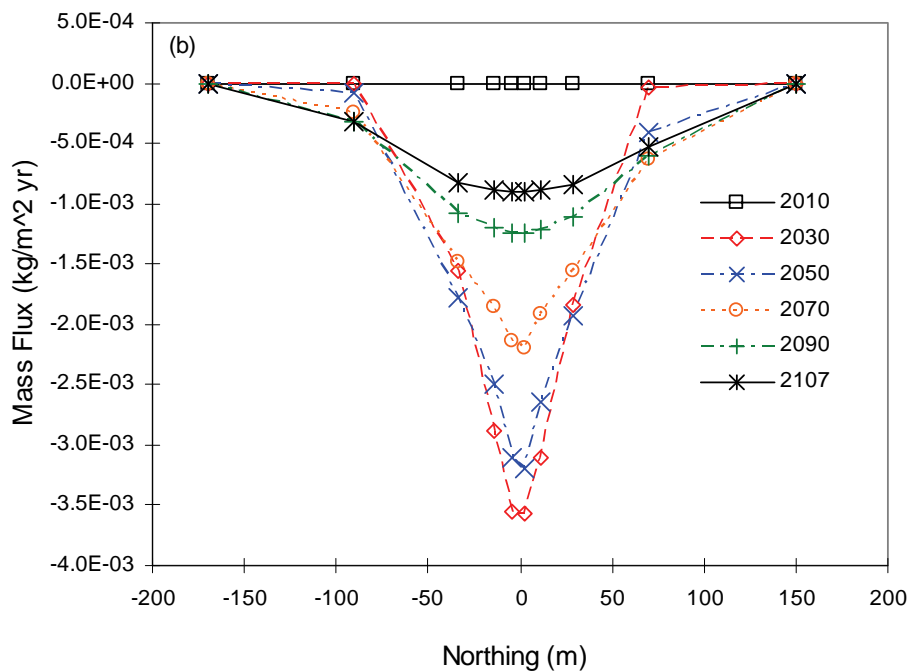 (b)
5.0E-04
0.0E+00
-5.0E-04
-1.0E-03
-1.5E-03
-2.0E-03
-2.5E-03
-3.0E-03
-3.5E-03
-4.0E-03
Mass Flux (kg/m^2 yr)
2010
2030
2050
2070
2090
2107
-200 -150 -100 -50 0 50 100 150 200
Northing (m)